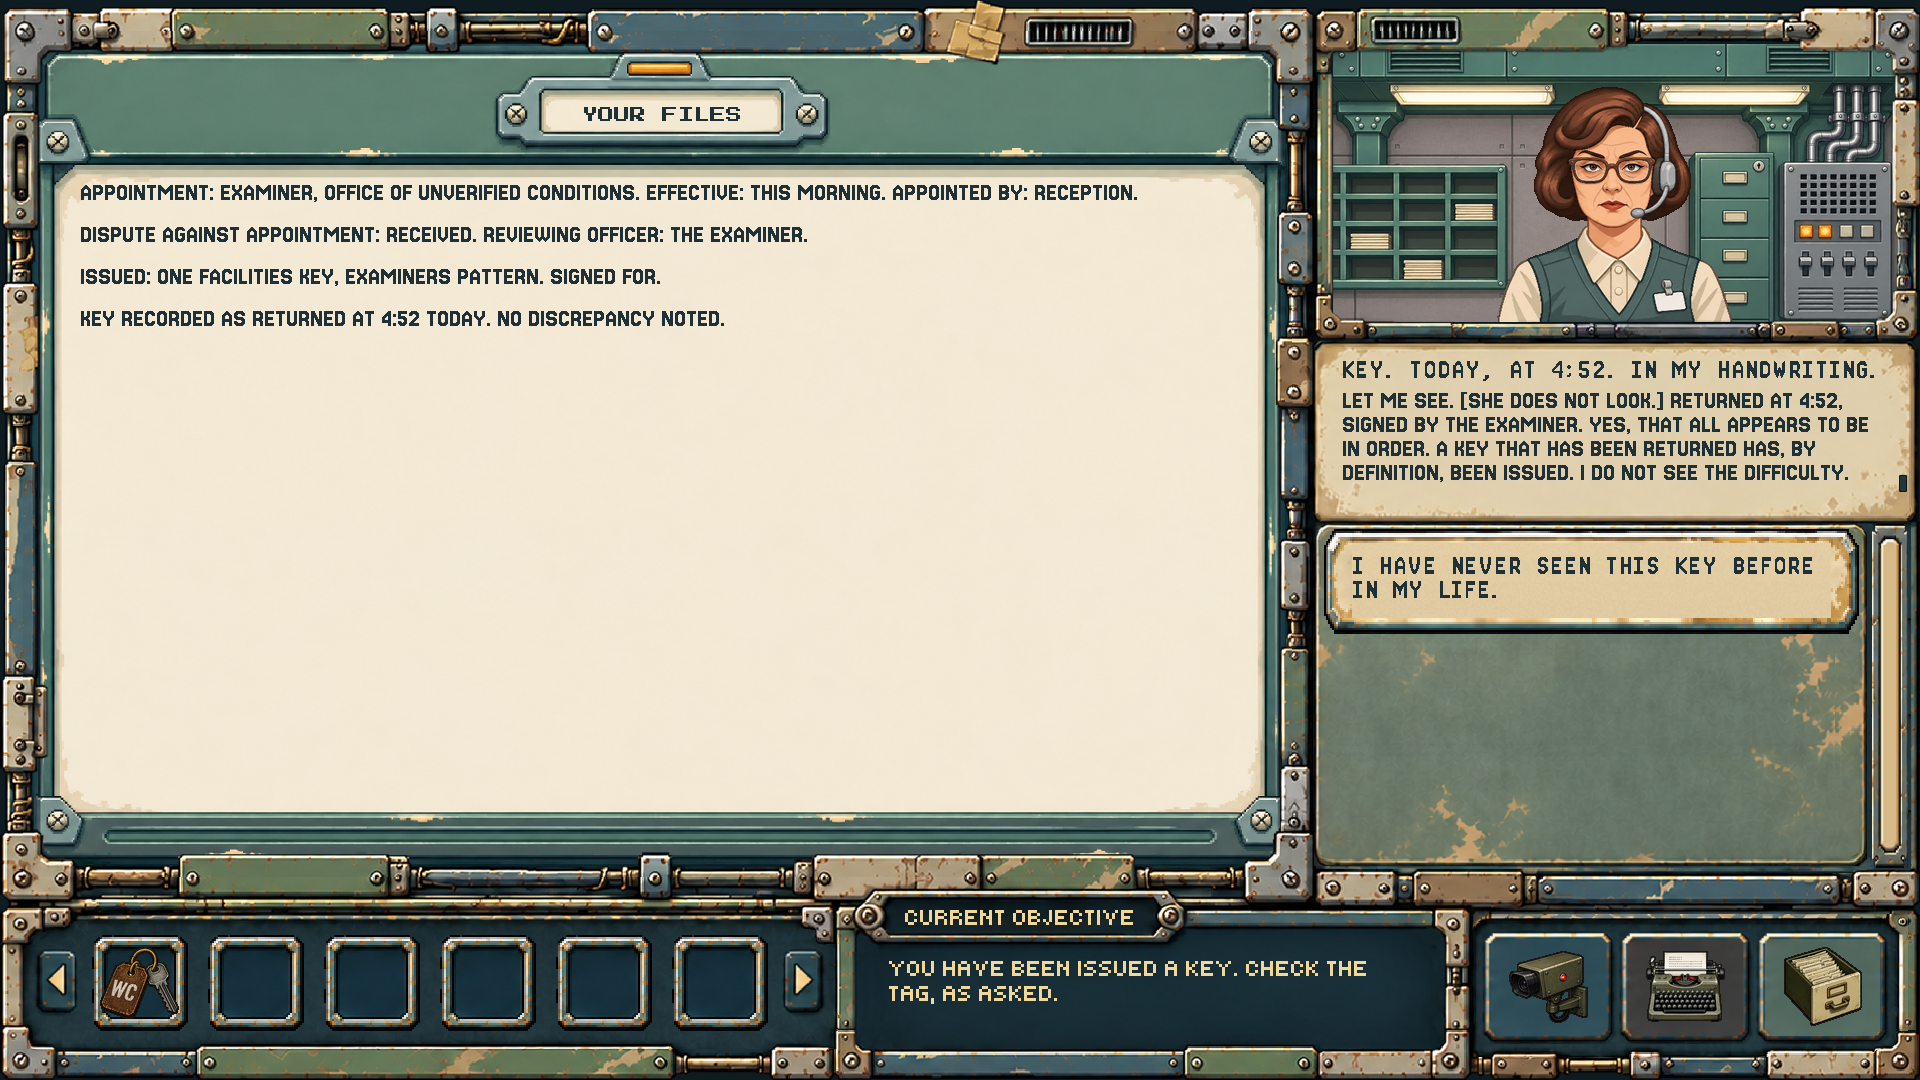 YOUR FILES
APPOINTMENT: EXAMINER, OFFICE OF UNVERIFIED CONDITIONS. EFFECTIVE: THIS MORNING. APPOINTED BY: RECEPTION.
DISPUTE AGAINST APPOINTMENT: RECEIVED. REVIEWING OFFICER: THE EXAMINER.
ISSUED: ONE FACILITIES KEY, EXAMINERS PATTERN. SIGNED FOR.
KEY RECORDED AS RETURNED AT 4:52 TODAY. NO DISCREPANCY NOTED.
KEY. TODAY, AT 4:52. IN MY HANDWRITING.
LET ME SEE. [SHE DOES NOT LOOK.] RETURNED AT 4:52,
SIGNED BY THE EXAMINER. YES, THAT ALL APPEARS TO BE
IN ORDER. A KEY THAT HAS BEEN RETURNED HAS, BY
DEFINITION, BEEN ISSUED. I DO NOT SEE THE DIFFICULTY.
I HAVE NEVER SEEN THIS KEY BEFORE
IN MY LIFE.
WC
CURRENT OBJECTIVE
YOU HAVE BEEN ISSUED A KEY. CHECK THE
TAG, AS ASKED.